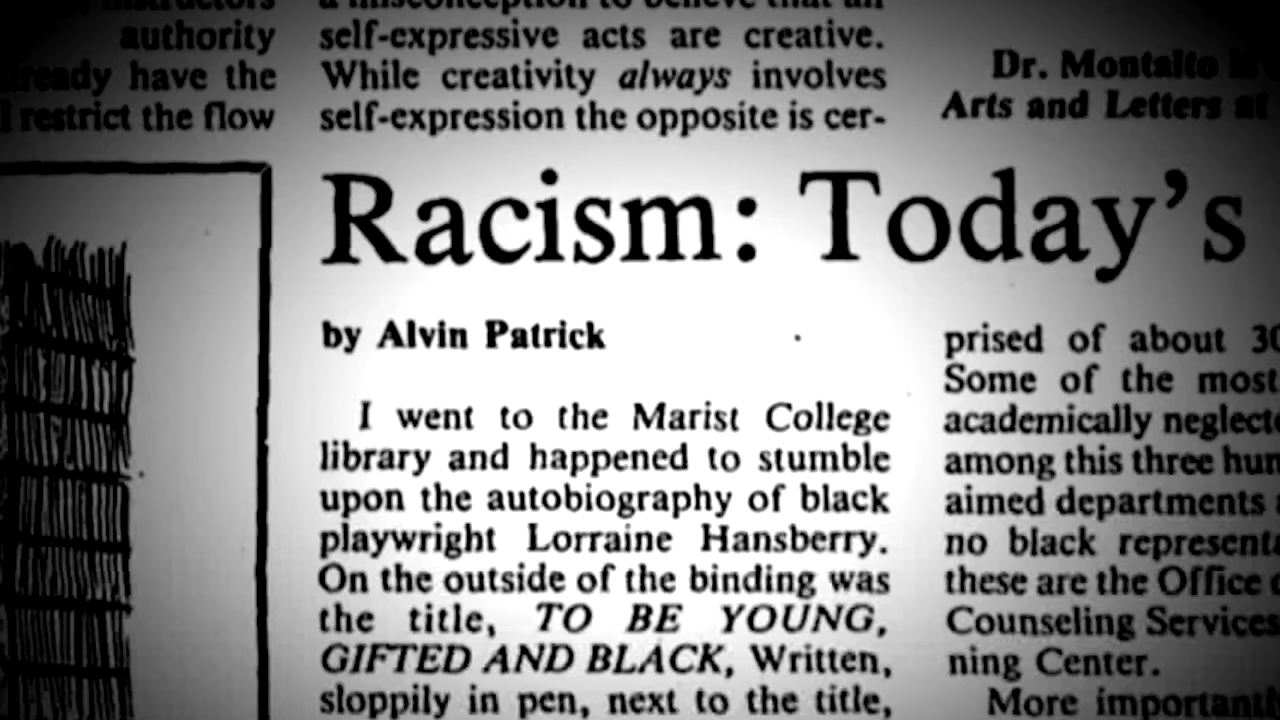 authority
have the
restrict the flow
self-expressive acts are creative.
While creativity always involves
self-expression the opposite is cer-
Dr. Montalto
Arts and Letters at
Racism: Today's
by Alvin Patrick
I went to the Marist College
library and happened to stumble
upon the autobiography of black
playwright Lorraine Hansberry.
On the outside of the binding was
the title, TO BE YOUNG,
GIFTED AND BLACK, Written,
sloppily in pen, next to the title,
prised of about 30
Some of the most
academically
among this three
aimed departments
no black
these are the Office
Counseling Services
ning Center.
More